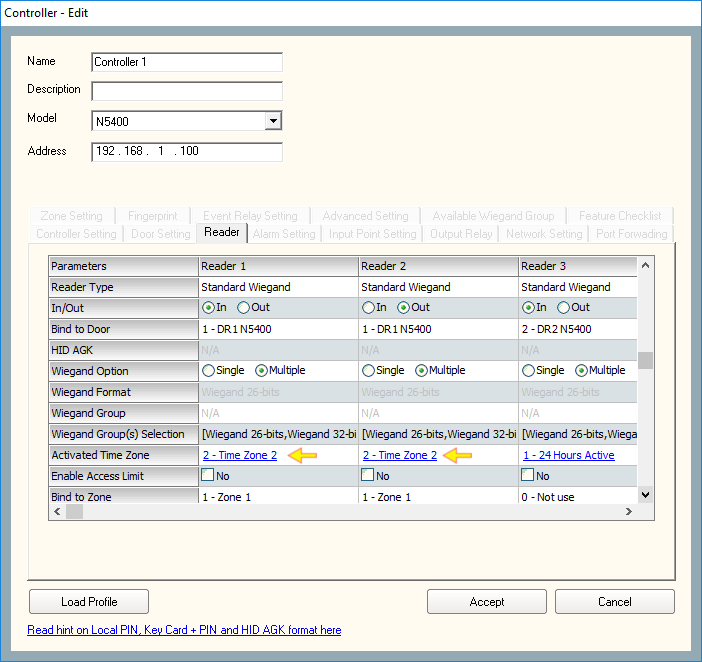 Controller - Edit
Name Controller 1
Description
Model N5400
Address 192 . 168 . 1 . 100
Zone Setting Fingerprint Event Relay Setting Advanced Setting Available Wiegand Group Feature Checklist
Controller Setting Door Setting Reader Alarm Setting Input Point Setting Output Relay Network Setting Port Forwading
Parameters Reader 1 Reader 2 Reader 3
Reader Type Standard Wiegand Standard Wiegand Standard Wiegand
In/Out In Out In Out In Out
Bind to Door 1 - DR1 N5400 1 - DR1 N5400 2 - DR2 N5400
HID AGK N/A N/A N/A
Wiegand Option Single Multiple Single Multiple Single Multiple
Wiegand Format Wiegand 26-bits Wiegand 26-bits Wiegand 26-bits
Wiegand Group N/A N/A N/A
Wiegand Group(s) Selection [Wiegand 26-bits,Wiegand 32-bi [Wiegand 26-bits,Wiegand 32-bi [Wiegand 26-bits,Wiega
Activated Time Zone 2 - Time Zone 2 2 - Time Zone 2 1 - 24 Hours Active
Enable Access Limit No No No
Bind to Zone 1 - Zone 1 1 - Zone 1 0 - Not use
Load Profile Accept Cancel
Read hint on Local PIN, Key Card + PIN and HID AGK format here